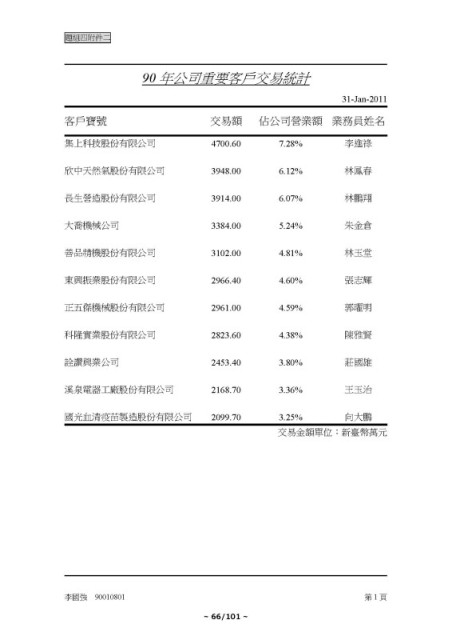 題組四附件二
90 年公司重要客戶交易統計
31-Jan-2011
客戶寶號 交易額 佔公司營業額 業務員姓名
集上科技股份有限公司 4700.60 7.28% 李進祿
欣中天然氣股份有限公司 3948.00 6.12% 林鳳春
長生營造股份有限公司 3914.00 6.07% 林鵬翔
大喬機械公司 3384.00 5.24% 朱金倉
善品精機股份有限公司 3102.00 4.81% 林玉堂
東興振業股份有限公司 2966.40 4.60% 張志輝
正五傑機械股份有限公司 2961.00 4.59% 郭曜明
科隆實業股份有限公司 2823.60 4.38% 陳雅賢
詮讚興業公司 2453.40 3.80% 莊國雄
溪泉電器工廠股份有限公司 2168.70 3.36% 王玉治
國光血清疫苗製造股份有限公司 2099.70 3.25% 向大鵬
交易金額單位：新臺幣萬元
李國強 90010801 第 1 頁
~ 66/101 ~